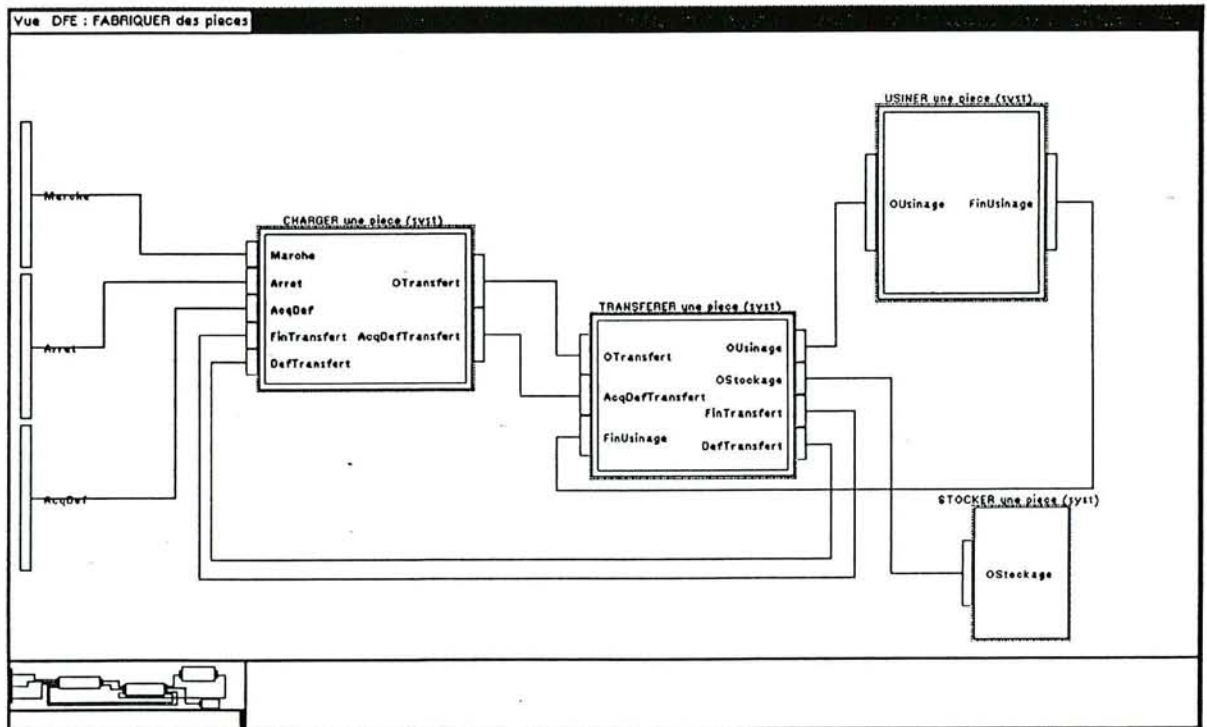 Vue DFE : FABRIQUER des pieces
USINER une piece (syst)
OUsinage FinUsinage
Marche
CHARGER une piece (syst)
Marche
Arret OTransfert
AcqDef
FinTransfert AcqDefTransfert
DefTransfert
TRANSFERER une piece (syst)
OTransfert OUsinage
OStockage
AcqDefTransfert
FinTransfert
FinUsinage DefTransfert
Arret
AcqDef
STOCKER une piece (syst)
OStockage